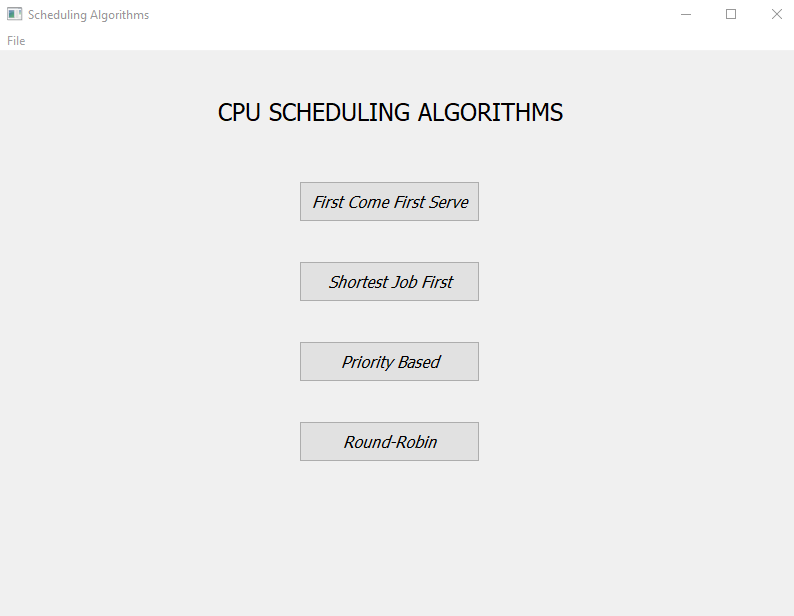 Scheduling Algorithms
File
CPU SCHEDULING ALGORITHMS
First Come First Serve
Shortest Job First
Priority Based
Round-Robin